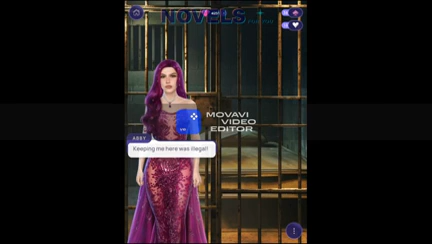 NOVELS
MOVAVI
VIDEO
EDITOR
ABBY
Keeping me here was illegal!